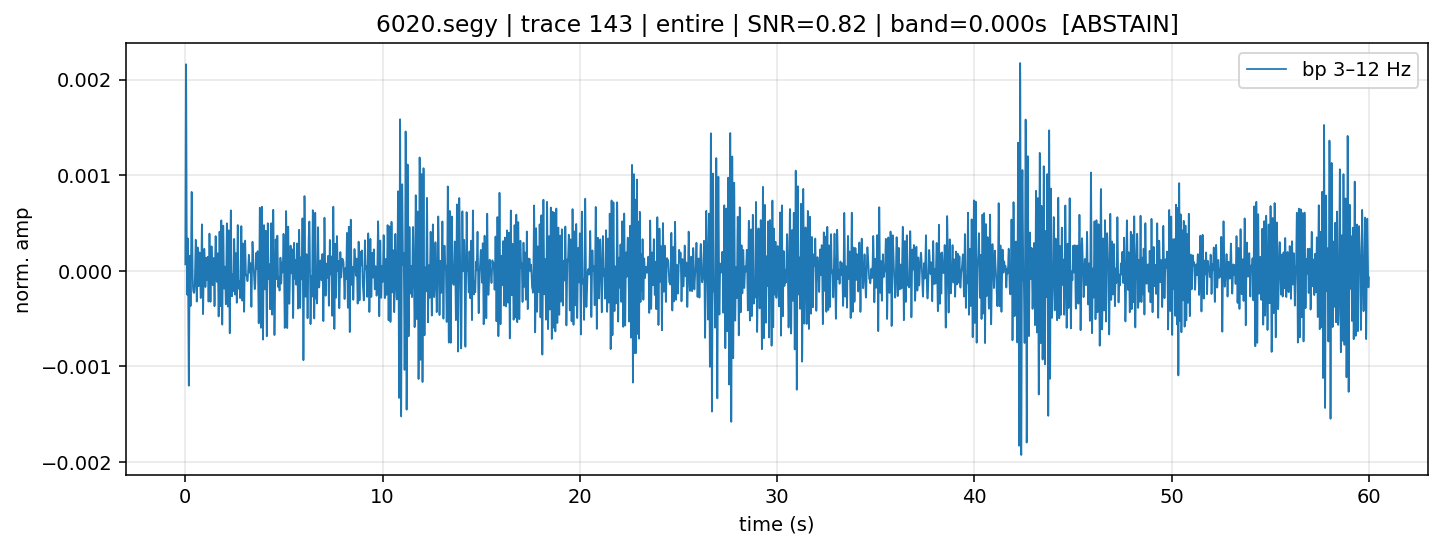 6020.segy | trace 143 | entire | SNR=0.82 | band=0.000s  [ABSTAIN]
bp 3–12 Hz
0.002
0.001
0.000
−0.001
−0.002
norm. amp
0 10 20 30 40 50 60
time (s)